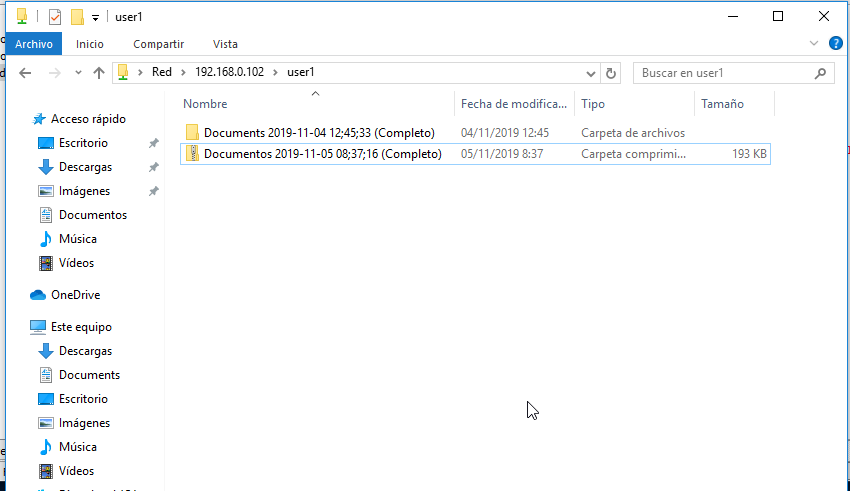 user1
Archivo Inicio Compartir Vista
Red 192.168.0.102 user1
Buscar en user1
Nombre Fecha de modifica... Tipo Tamaño
Acceso rápido
Escritorio
Descargas
Imágenes
Documentos
Música
Vídeos
OneDrive
Este equipo
Descargas
Documents
Escritorio
Imágenes
Música
Vídeos
Documents 2019-11-04 12;45;33 (Completo) 04/11/2019 12:45 Carpeta de archivos
Documentos 2019-11-05 08;37;16 (Completo) 05/11/2019 8:37 Carpeta comprimi... 193 KB